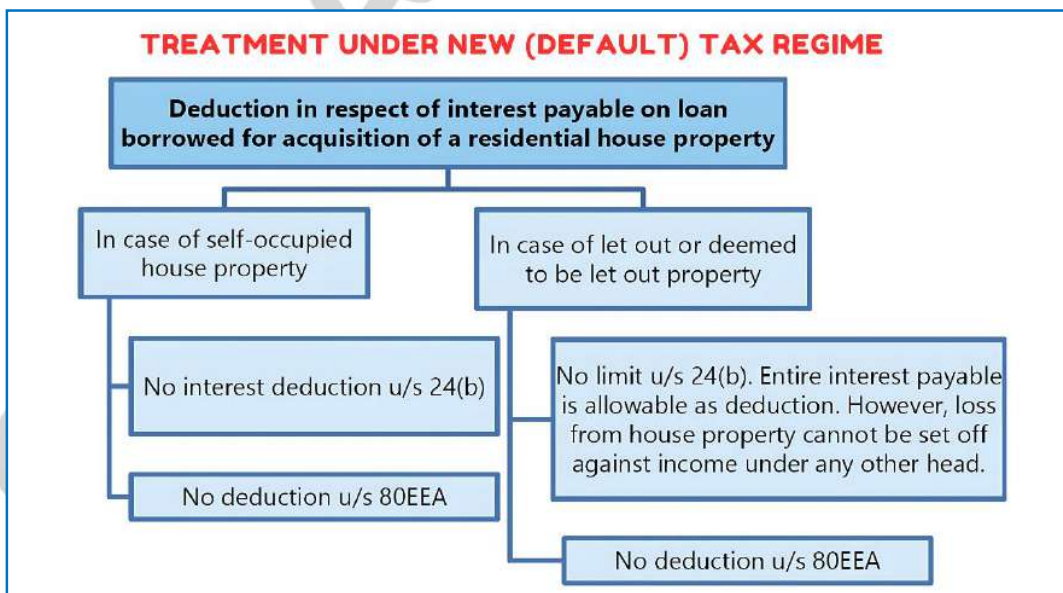 TREATMENT UNDER NEW (DEFAULT) TAX REGIME
Deduction in respect of interest payable on loan
borrowed for acquisition of a residential house property
In case of self-occupied
house property
No interest deduction u/s 24(b)
No deduction u/s 80EEA
In case of let out or deemed
to be let out property
No limit u/s 24(b). Entire interest payable
is allowable as deduction. However, loss
from house property cannot be set off
against income under any other head.
No deduction u/s 80EEA